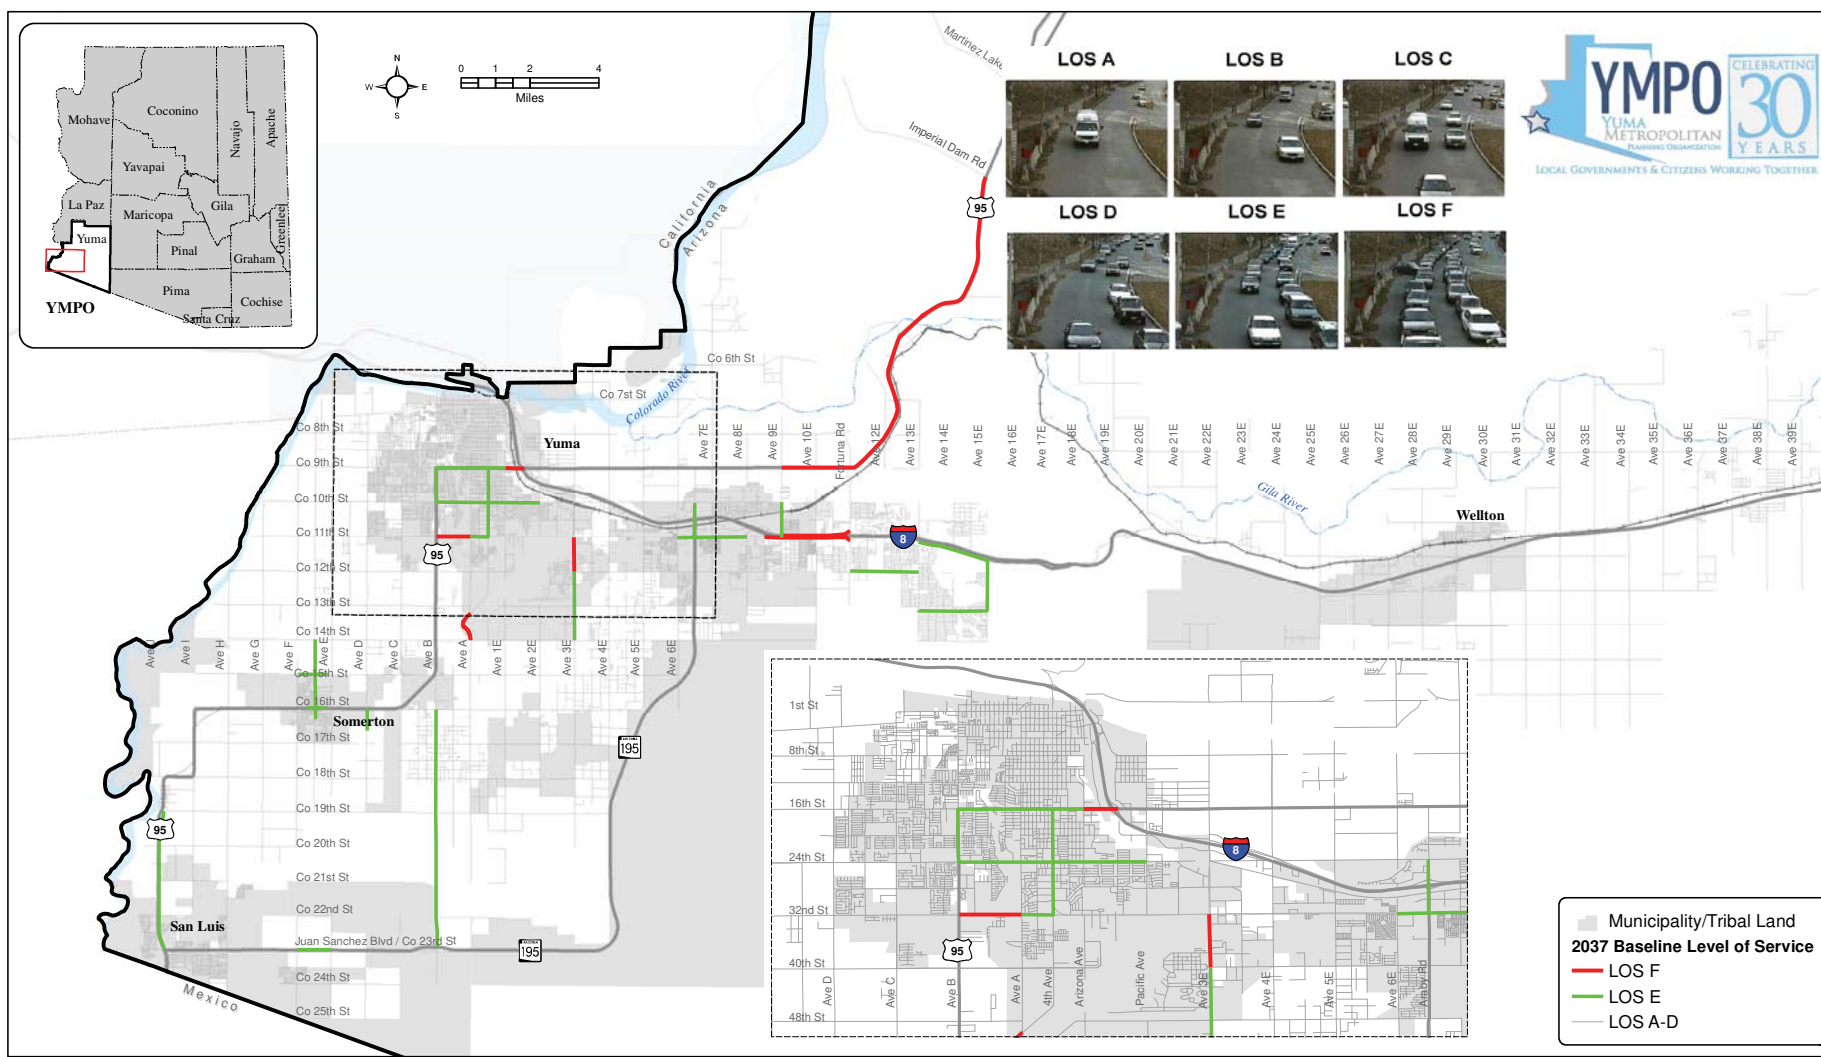 Mohave
Coconino
Navajo
Apache
Yavapai
La Paz
Maricopa
Gila
Greenlee
Yuma
Pinal
Graham
Pima
Cochise
Santa Cruz
YMPO
N
W
E
S
0 1 2 4
Miles
Martinez Lake
Imperial Dam Rd
California
Arizona
95
LOS A
LOS B
LOS C
LOS D
LOS E
LOS F
YMPO
YUMA
METROPOLITAN
PLANNING ORGANIZATION
CELEBRATING
30
YEARS
LOCAL GOVERNMENTS & CITIZENS WORKING TOGETHER
Co 6th St
Co 7st St
Colorado River
Yuma
Co 8th St
Co 9th St
Co 10th St
Co 11th St
Co 12th St
Co 13th St
Co 14th St
Co 15th St
Co 16th St
Co 17th St
Co 18th St
Co 19th St
Co 20th St
Co 21st St
Co 22nd St
Juan Sanchez Blvd / Co 23rd St
Co 24th St
Co 25th St
Ave 7E
Ave 8E
Ave 9E
Ave 10E
Fortuna Rd
Ave 12E
Ave 13E
Ave 14E
Ave 15E
Ave 16E
Ave 17E
Ave 18E
Ave 19E
Ave 20E
Ave 21E
Ave 22E
Ave 23E
Ave 24E
Ave 25E
Ave 26E
Ave 27E
Ave 28E
Ave 29E
Ave 30E
Ave 31E
Ave 32E
Ave 33E
Ave 34E
Ave 35E
Ave 36E
Ave 37E
Ave 38E
Ave 39E
Gila River
Wellton
8
95
Ave J
Ave I
Ave H
Ave G
Ave F
Ave E
Ave D
Ave C
Ave B
Ave A
Ave 1E
Ave 2E
Ave 3E
Ave 4E
Ave 5E
Ave 6E
Somerton
ARIZONA
195
95
San Luis
ARIZONA
195
Mexico
1st St
8th St
16th St
24th St
32nd St
40th St
48th St
8
95
Ave D
Ave C
Ave B
Ave A
4th Ave
Arizona Ave
Pacific Ave
Ave 3E
Ave 4E
Ave 5E
Ave 6E
Araby Rd
Municipality/Tribal Land
2037 Baseline Level of Service
LOS F
LOS E
LOS A-D